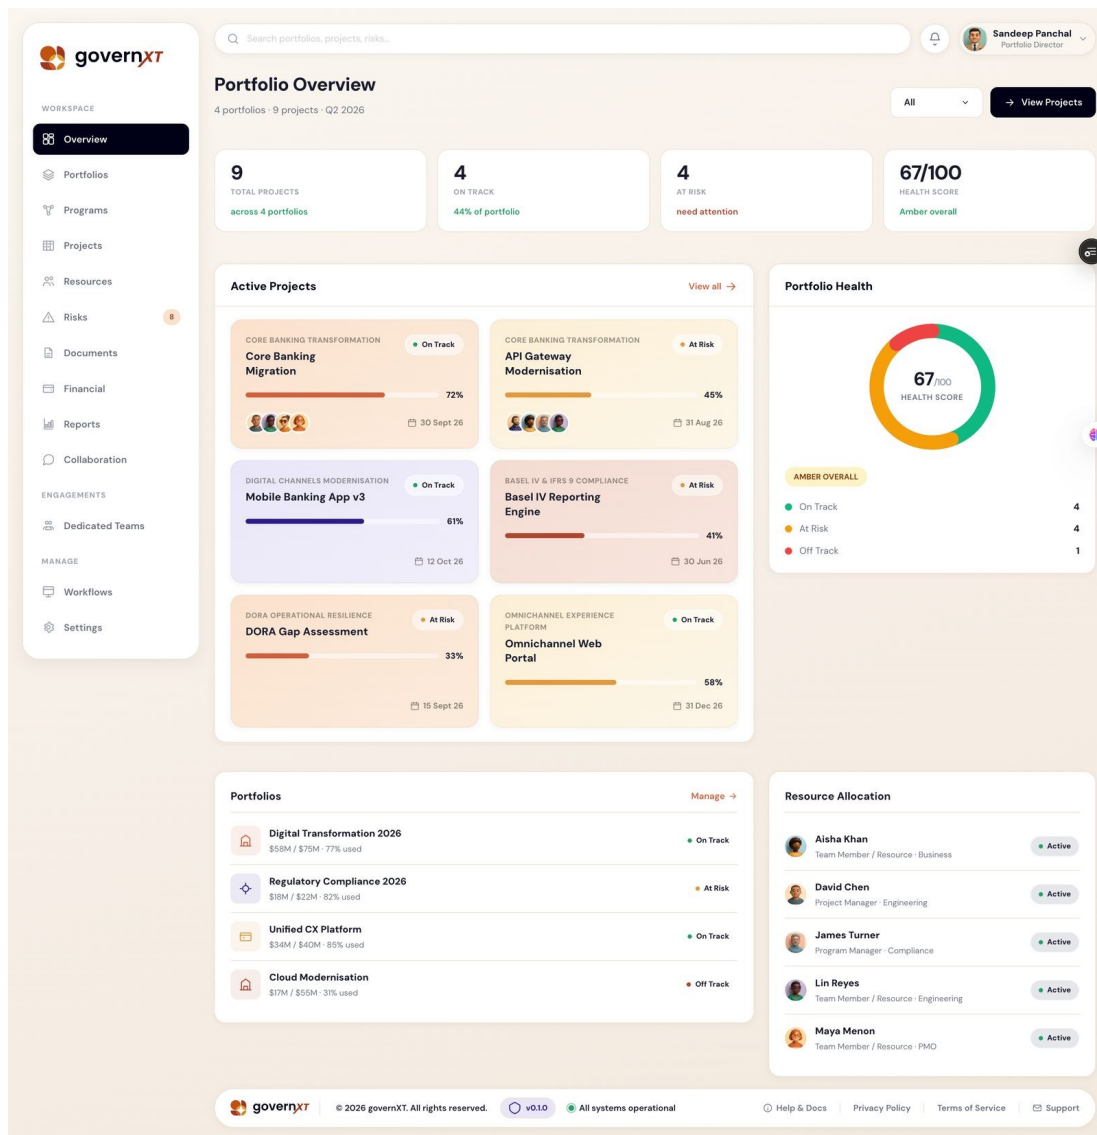 governXT
Search portfolios, projects, risks...
Sandeep Panchal
Portfolio Director
WORKSPACE
Overview
Portfolios
Programs
Projects
Resources
Risks
8
Documents
Financial
Reports
Collaboration
ENGAGEMENTS
Dedicated Teams
MANAGE
Workflows
Settings
Portfolio Overview
4 portfolios · 9 projects · Q2 2026
All
→ View Projects
9
TOTAL PROJECTS
across 4 portfolios
4
ON TRACK
44% of portfolio
4
AT RISK
need attention
67/100
HEALTH SCORE
Amber overall
Active Projects
View all →
CORE BANKING TRANSFORMATION
On Track
Core Banking
Migration
72%
30 Sept 26
CORE BANKING TRANSFORMATION
At Risk
API Gateway
Modernisation
45%
31 Aug 26
DIGITAL CHANNELS MODERNISATION
On Track
Mobile Banking App v3
61%
12 Oct 26
BASEL IV & IFRS 9 COMPLIANCE
At Risk
Basel IV Reporting
Engine
41%
30 Jun 26
DORA OPERATIONAL RESILIENCE
At Risk
DORA Gap Assessment
33%
15 Sept 26
OMNICHANNEL EXPERIENCE
PLATFORM
On Track
Omnichannel Web
Portal
58%
31 Dec 26
Portfolio Health
67/100
HEALTH SCORE
AMBER OVERALL
On Track 4
At Risk 4
Off Track 1
Portfolios
Manage →
Digital Transformation 2026
$58M / $75M · 77% used
On Track
Regulatory Compliance 2026
$18M / $22M · 82% used
At Risk
Unified CX Platform
$34M / $40M · 85% used
On Track
Cloud Modernisation
$17M / $55M · 31% used
Off Track
Resource Allocation
Aisha Khan
Team Member / Resource · Business
Active
David Chen
Project Manager · Engineering
Active
James Turner
Program Manager · Compliance
Active
Lin Reyes
Team Member / Resource · Engineering
Active
Maya Menon
Team Member / Resource · PMO
Active
governXT
© 2026 governXT. All rights reserved.
v0.1.0
All systems operational
Help & Docs
Privacy Policy
Terms of Service
Support